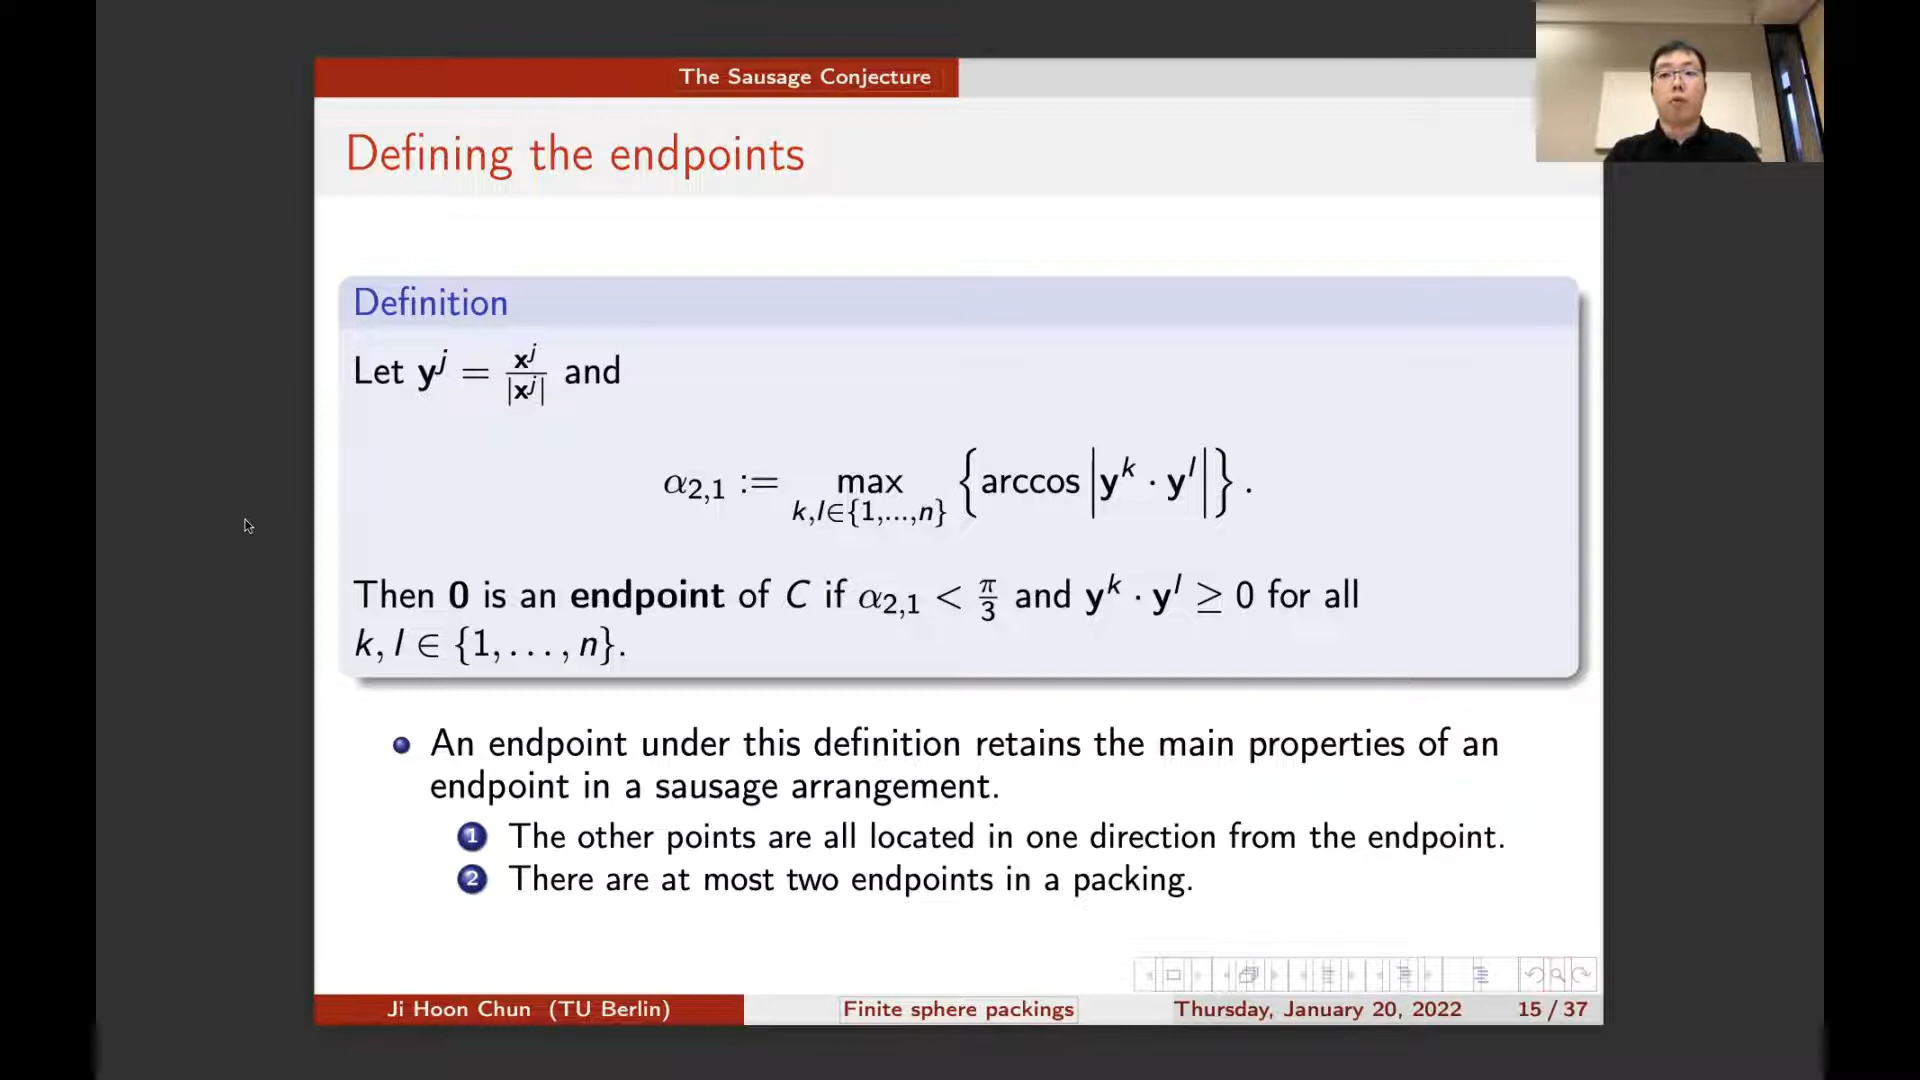 The Sausage Conjecture
Defining the endpoints
Definition
Let y^j = x^j / |x^j| and
α_{2,1} := max_{k,l∈{1,...,n}} { arccos |y^k · y^l| } .
Then 0 is an endpoint of C if α_{2,1} < π/3 and y^k · y^l ≥ 0 for all
k, l ∈ {1, . . . , n}.
An endpoint under this definition retains the main properties of an
endpoint in a sausage arrangement.
1 The other points are all located in one direction from the endpoint.
2 There are at most two endpoints in a packing.
Ji Hoon Chun (TU Berlin) Finite sphere packings Thursday, January 20, 2022 15 / 37